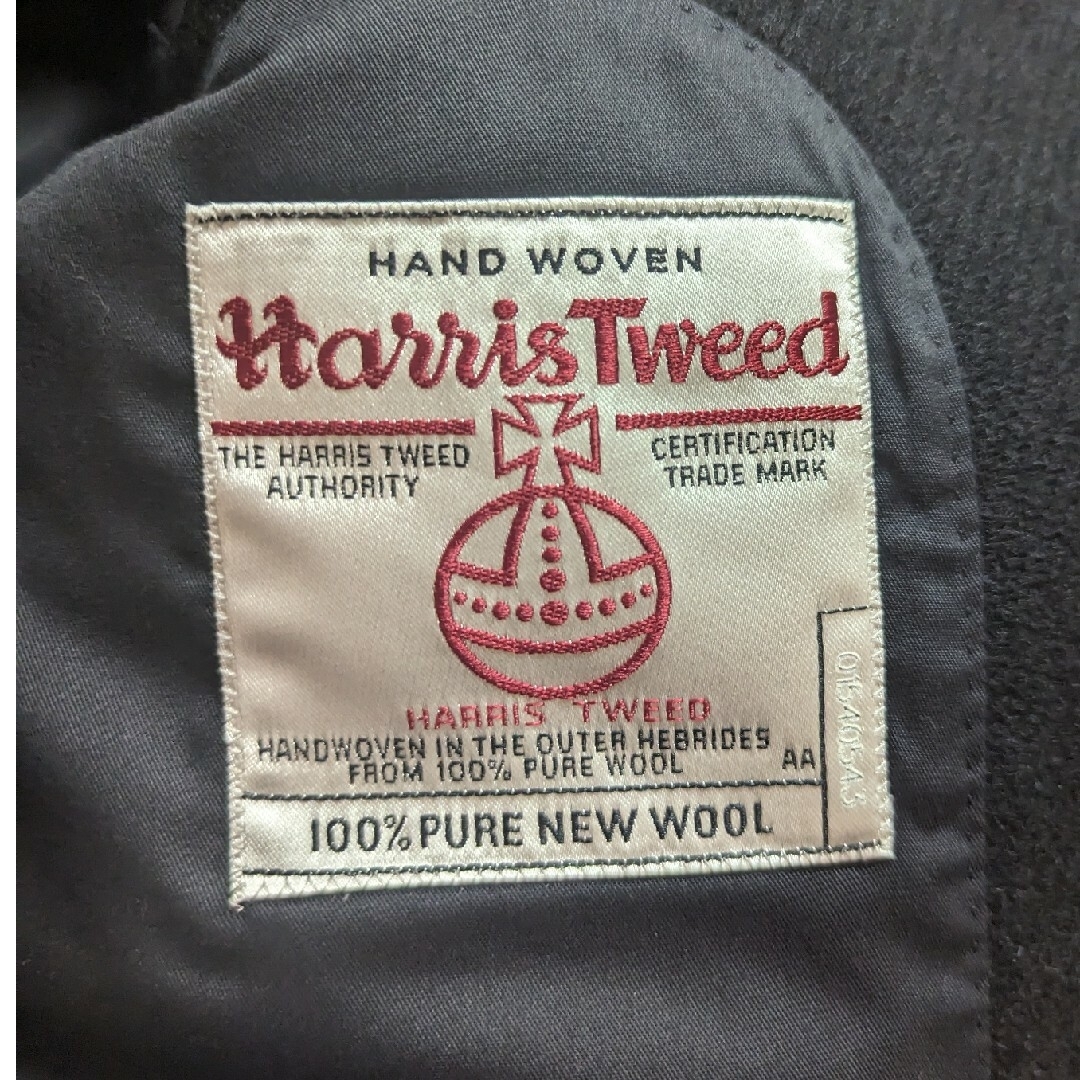 HAND WOVEN
Harris Tweed
THE HARRIS TWEED
AUTHORITY
CERTIFICATION
TRADE MARK
HARRIS TWEED
HANDWOVEN IN THE OUTER HEBRIDES
FROM 100% PURE WOOL
AA
100% PURE NEW WOOL